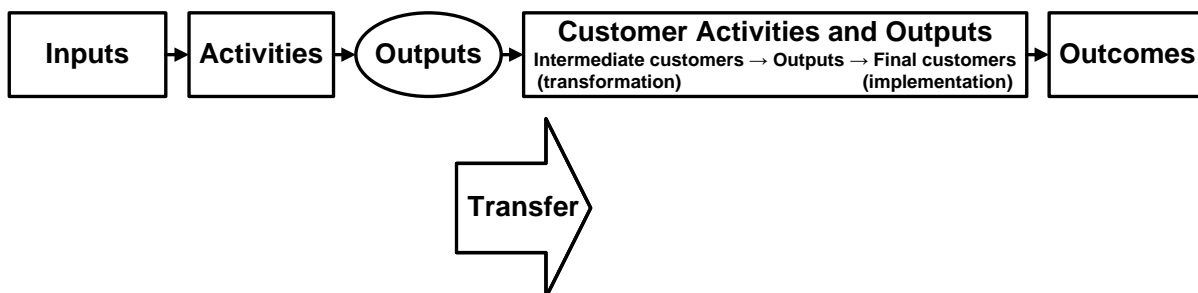 Inputs
Activities
Outputs
Customer Activities and Outputs
Intermediate customers → Outputs → Final customers
(transformation) (implementation)
Outcomes
Transfer